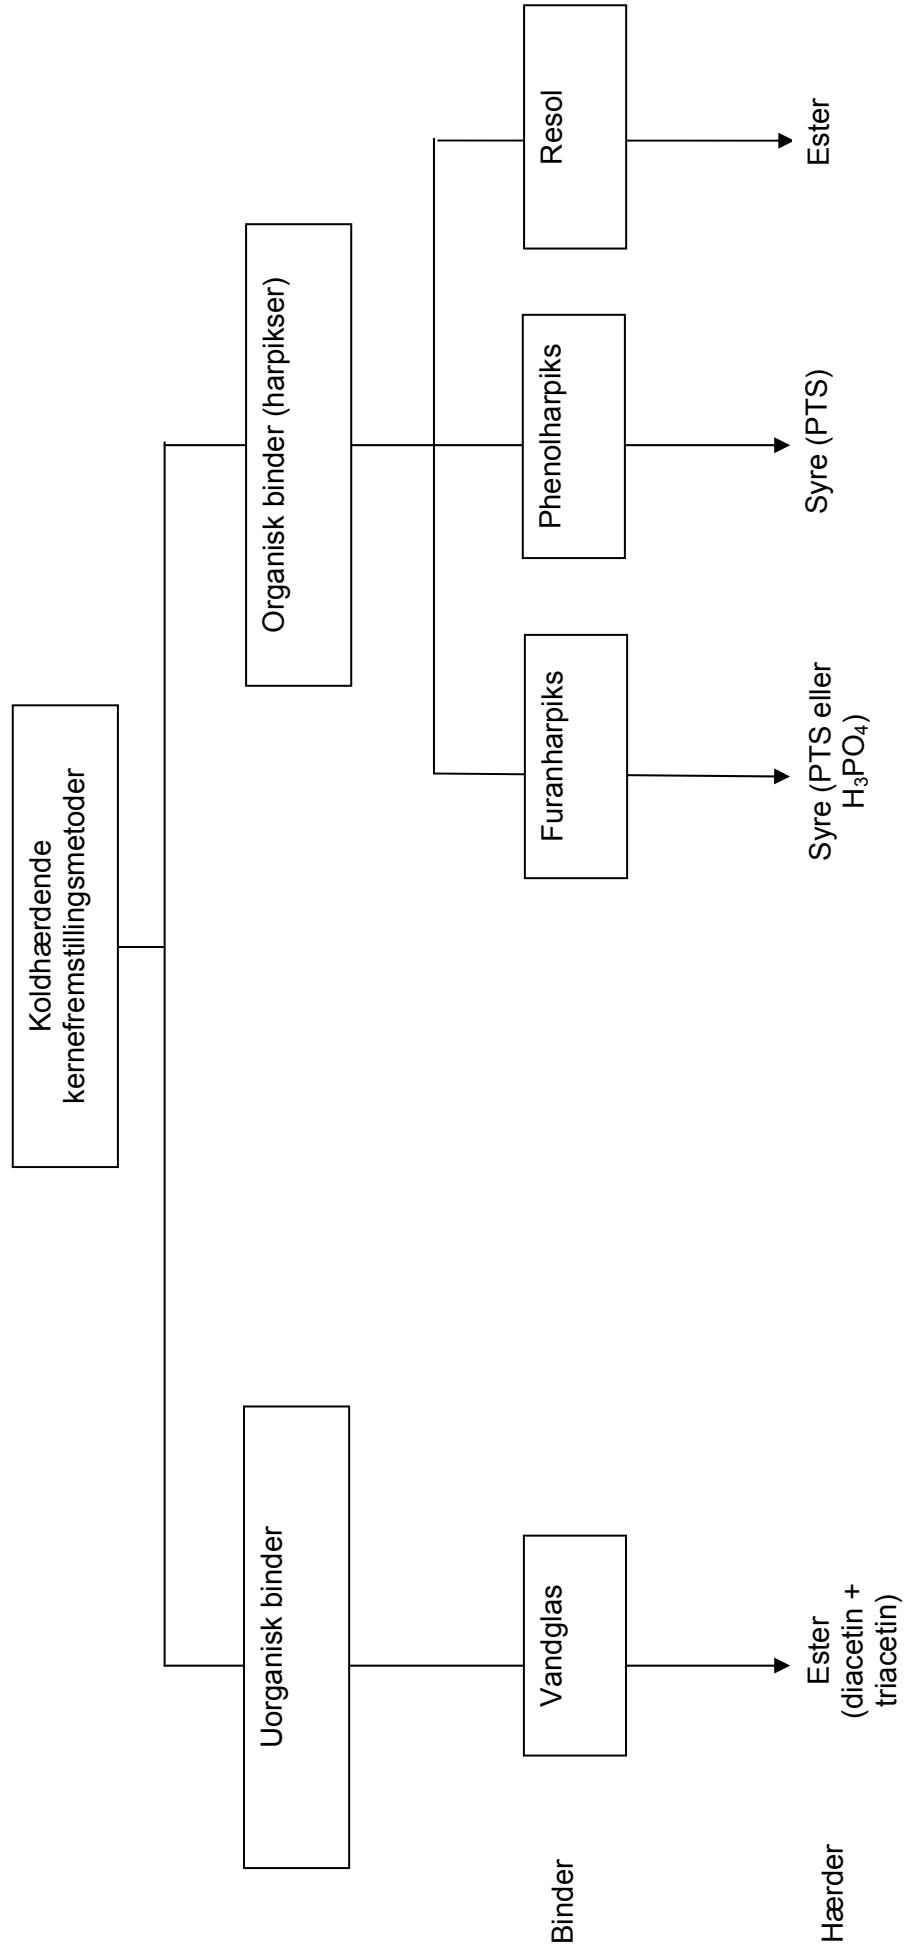 Koldhærdende
kernefremstillingsmetoder
Uorganisk binder
Organisk binder (harpikser)
Binder
Vandglas
Furanharpiks
Phenolharpiks
Resol
Hærder
Ester
(diacetin +
triacetin)
Syre (PTS eller
H₃PO₄)
Syre (PTS)
Ester